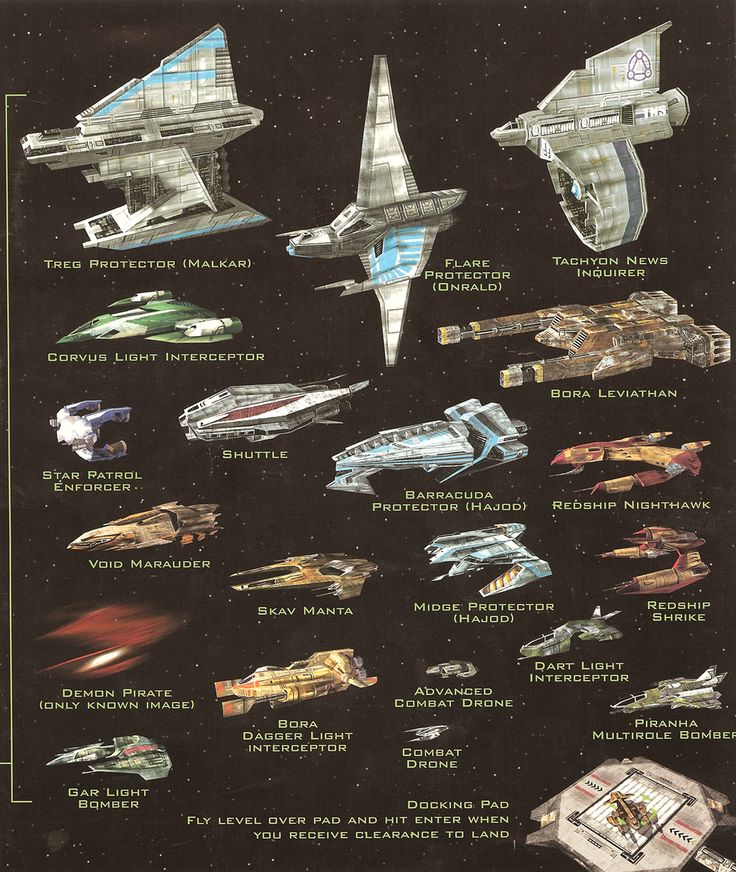 Treg Protector (Malkar)
Flare
Protector
(Onrald)
Tachyon News
Inquirer
Corvus Light Interceptor
Bora Leviathan
Star Patrol
Enforcer
Shuttle
Barracuda
Protector (Hajod)
Redship Nighthawk
Void Marauder
Skav Manta
Midge Protector
(Hajod)
Redship
Shrike
Demon Pirate
(only known image)
Bora
Dagger Light
interceptor
Advanced
Combat Drone
Dart Light
Interceptor
Combat
Drone
Piranha
Multirole Bomber
Gar Light
Bomber
Docking Pad
Fly level over pad and hit enter when
you receive clearance to land